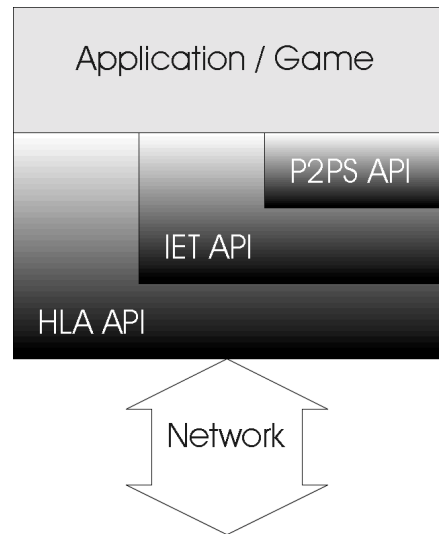 Application / Game
P2PS API
IET API
HLA API
Network